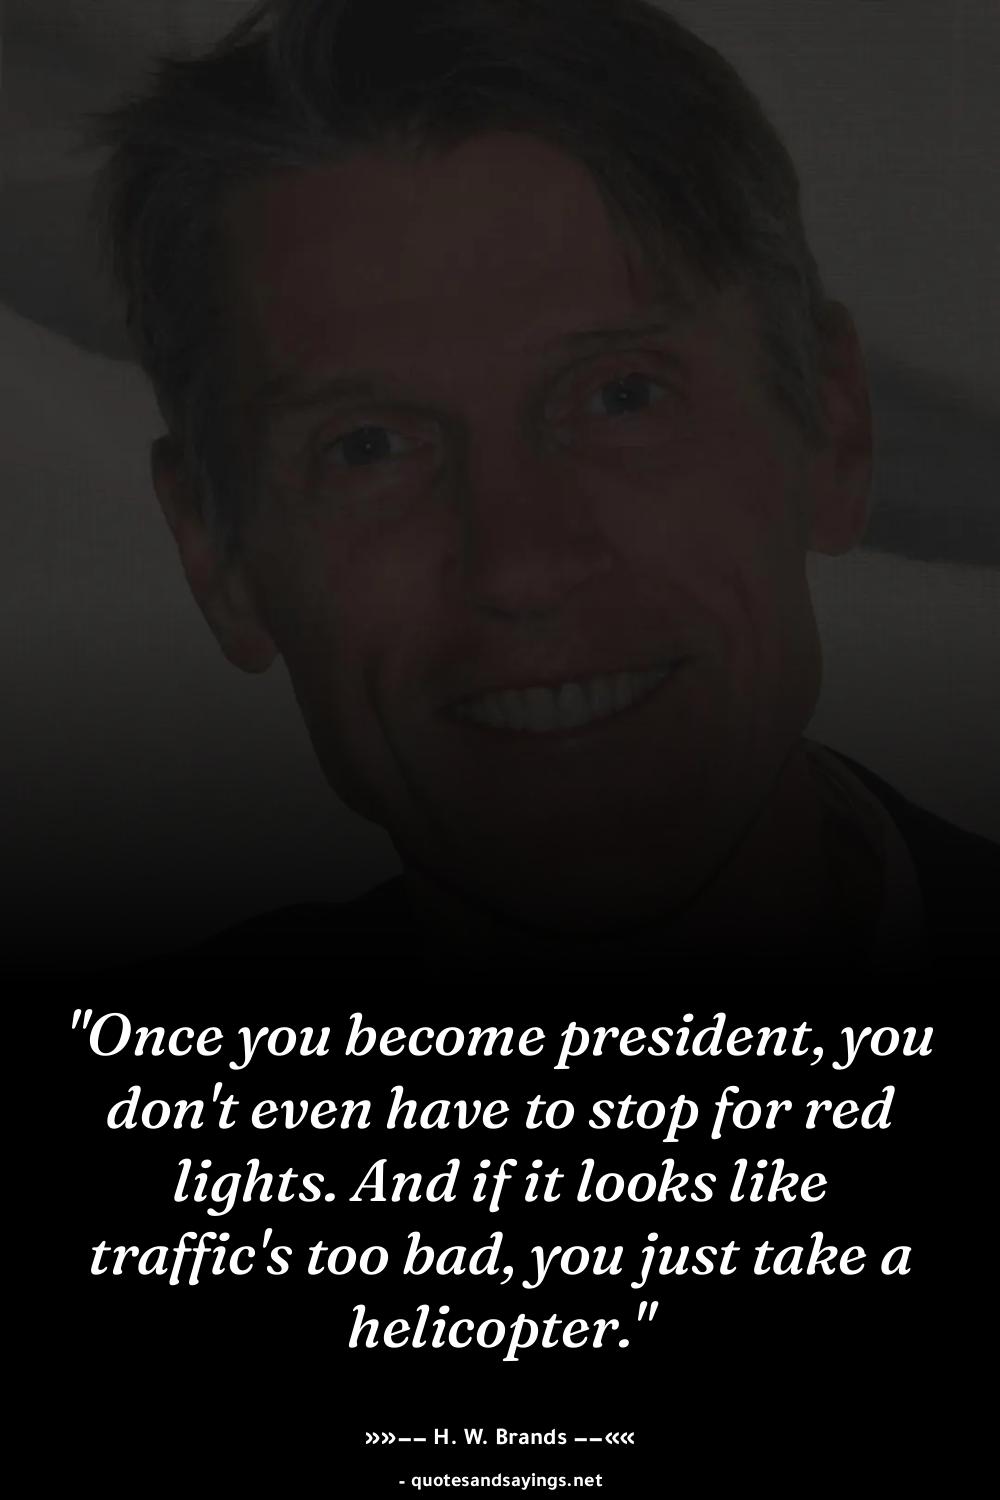 "Once you become president, you
don't even have to stop for red
lights. And if it looks like
traffic's too bad, you just take a
helicopter."
»»−− H. W. Brands −−««
- quotesandsayings.net